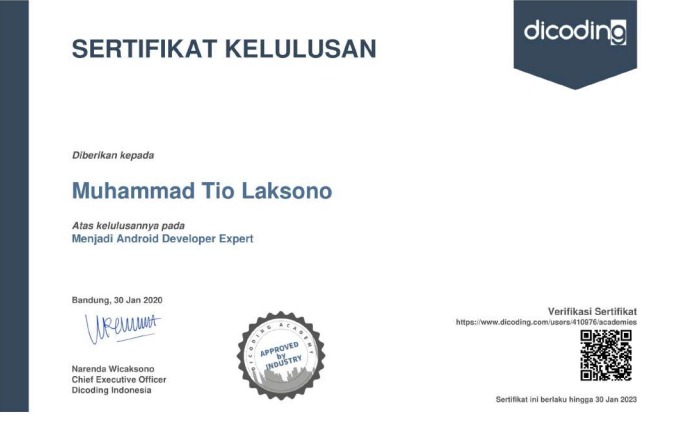 dicoding
SERTIFIKAT KELULUSAN
Diberikan kepada
Muhammad Tio Laksono
Atas kelulusannya pada
Menjadi Android Developer Expert
Bandung, 30 Jan 2020
Narenda Wicaksono
Chief Executive Officer
Dicoding Indonesia
DICODING ACADEMY
APPROVED
by
INDUSTRY
Verifikasi Sertifikat
https://www.dicoding.com/users/410976/academies
Sertifikat ini berlaku hingga 30 Jan 2023